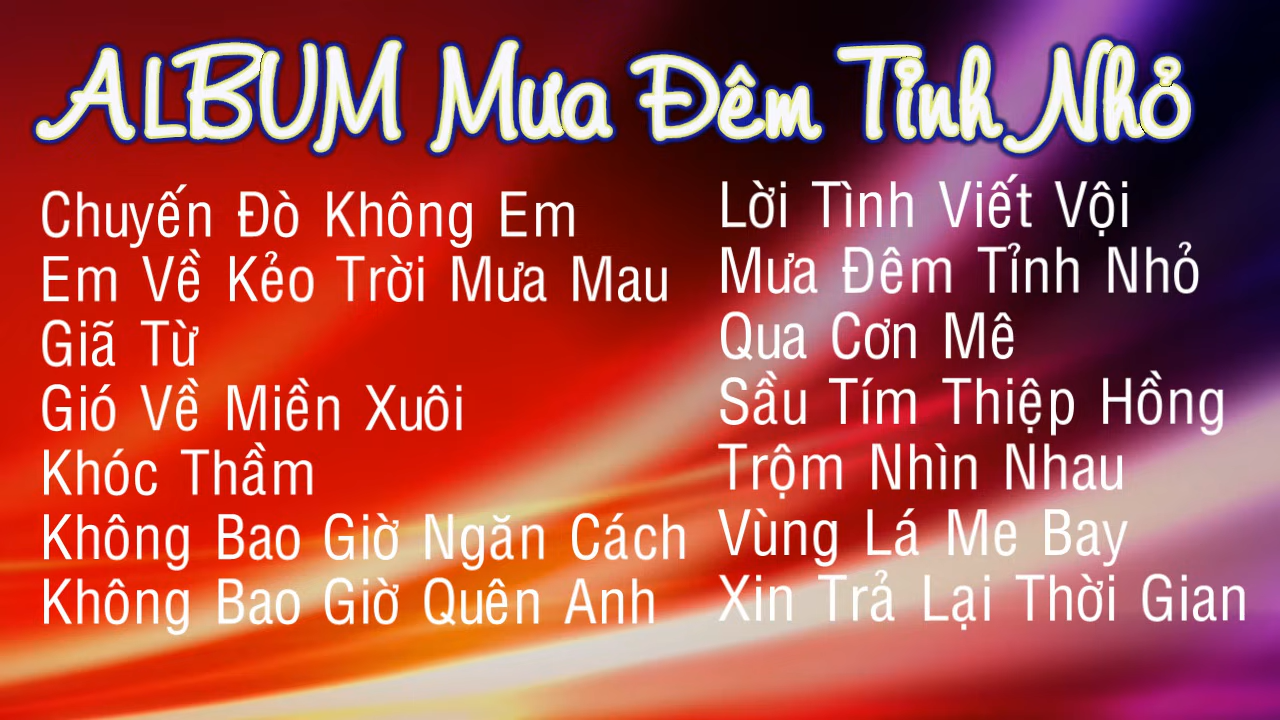 ALBUM Mưa Đêm Tỉnh Nhỏ
Chuyến Đò Không Em
Em Về Kẻo Trời Mưa Mau
Giã Từ
Gió Về Miền Xuôi
Khóc Thầm
Không Bao Giờ Ngăn Cách
Không Bao Giờ Quên Anh
Lời Tình Viết Vội
Mưa Đêm Tỉnh Nhỏ
Qua Cơn Mê
Sầu Tím Thiệp Hồng
Trộm Nhìn Nhau
Vùng Lá Me Bay
Xin Trả Lại Thời Gian